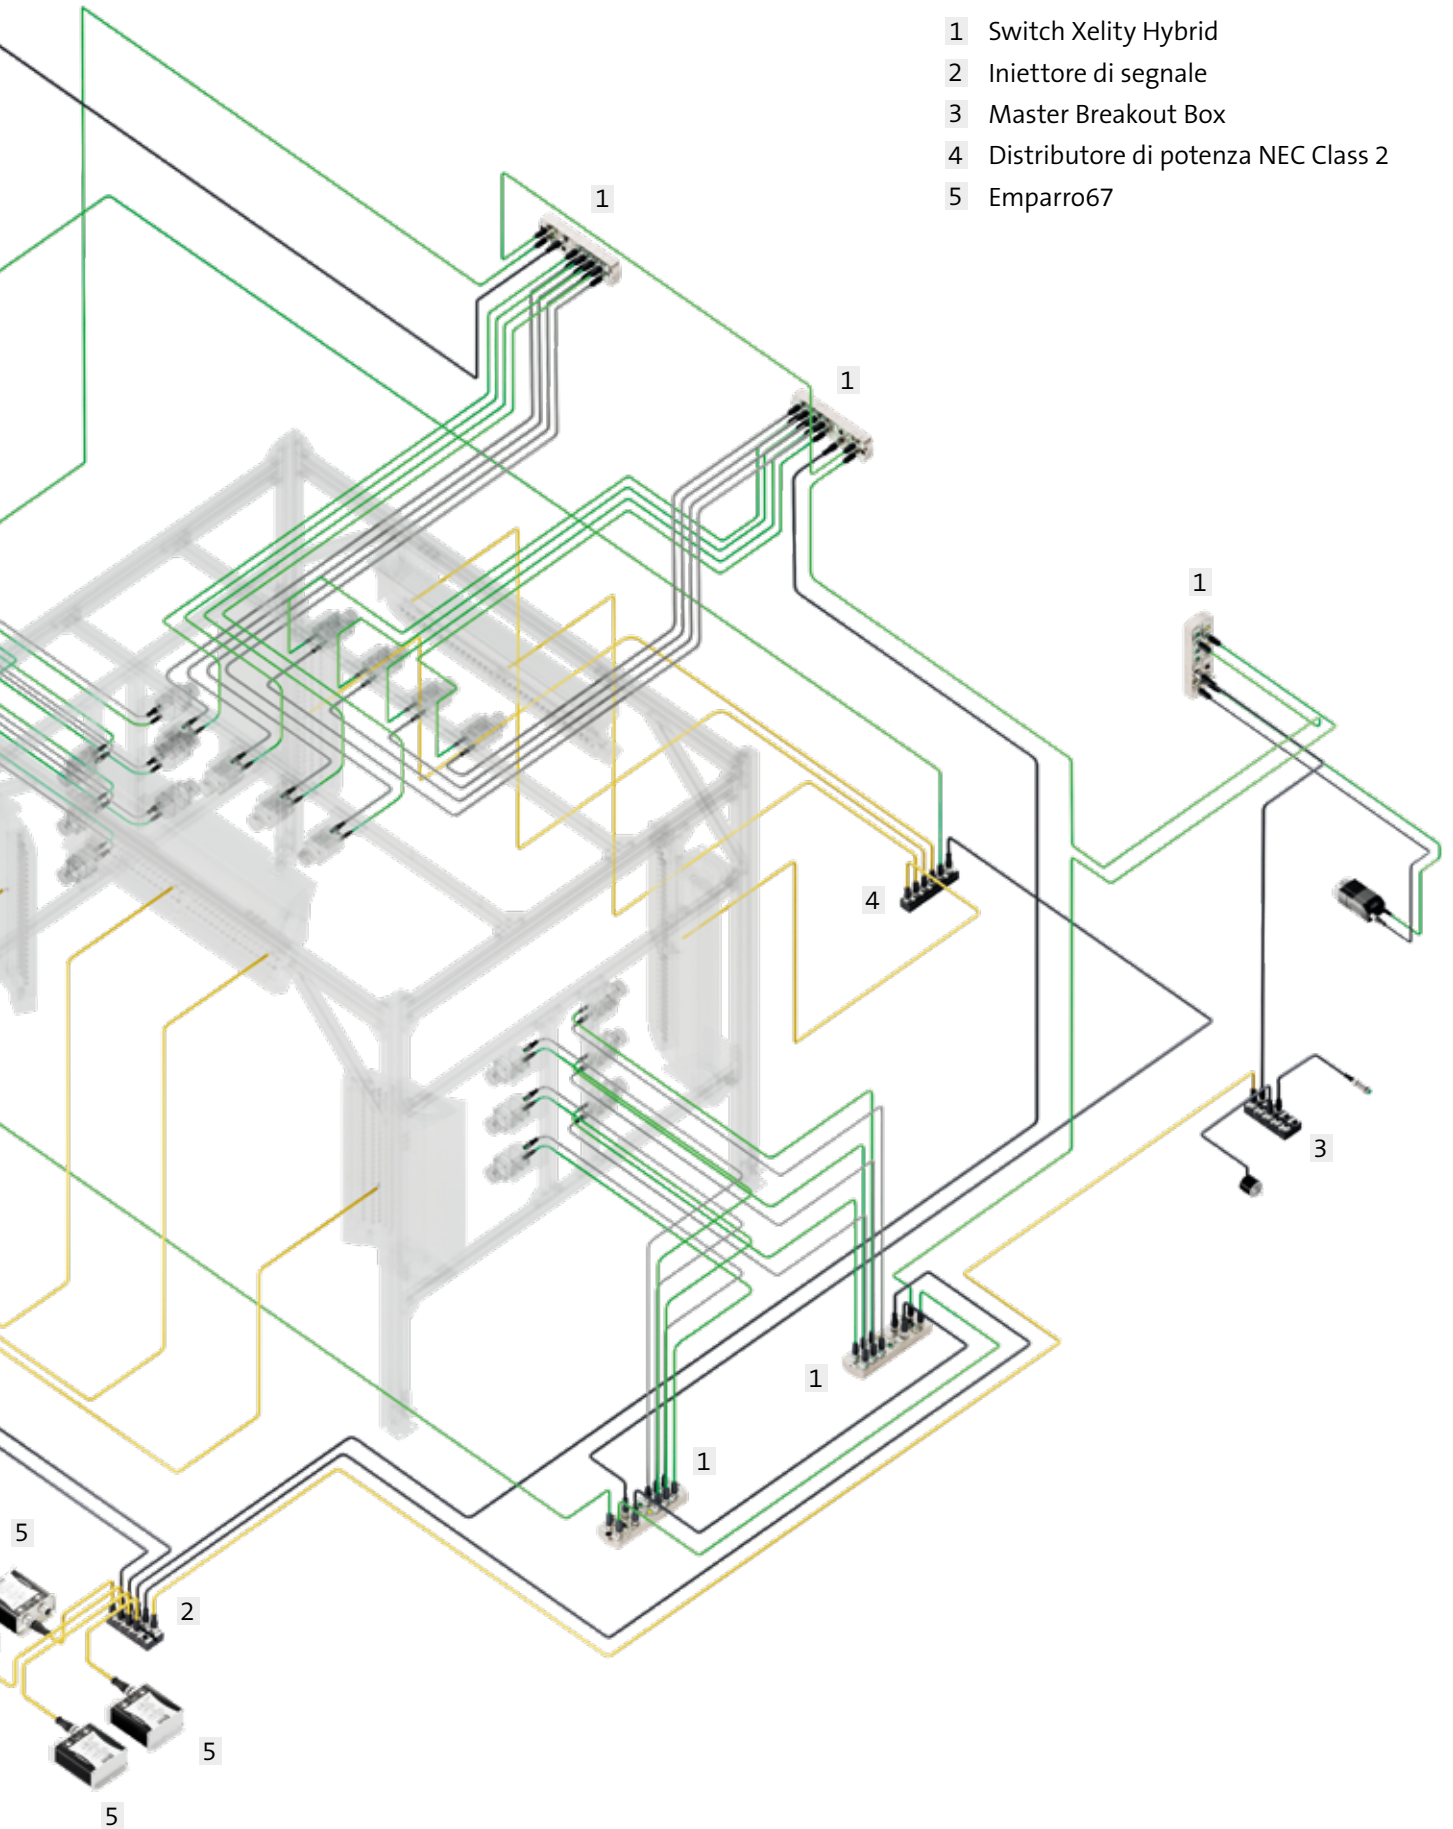 1 Switch Xelity Hybrid
2 Iniettore di segnale
3 Master Breakout Box
4 Distributore di potenza NEC Class 2
5 Emparro67
1
1
1
4
3
1
1
5
2
5
5